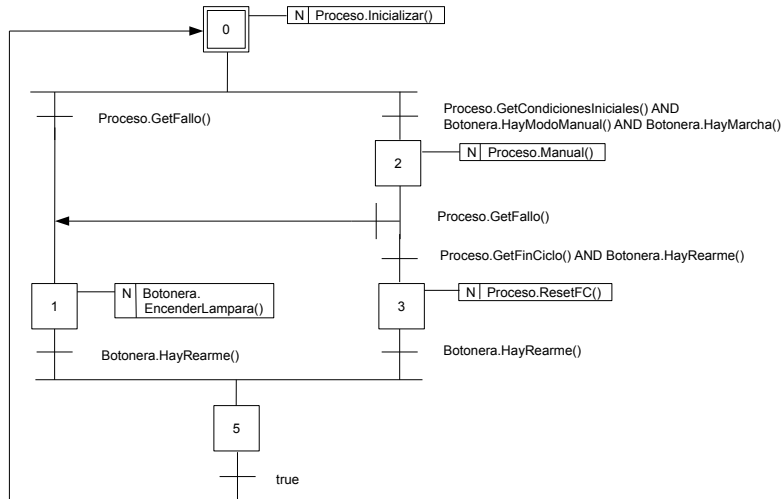 0
N Proceso.Inicializar()
Proceso.GetFallo()
Proceso.GetCondicionesIniciales() AND
Botonera.HayModoManual() AND Botonera.HayMarcha()
2
N Proceso.Manual()
Proceso.GetFallo()
Proceso.GetFinCiclo() AND Botonera.HayRearme()
1
N Botonera.
EncenderLampara()
3
N Proceso.ResetFC()
Botonera.HayRearme()
Botonera.HayRearme()
5
true